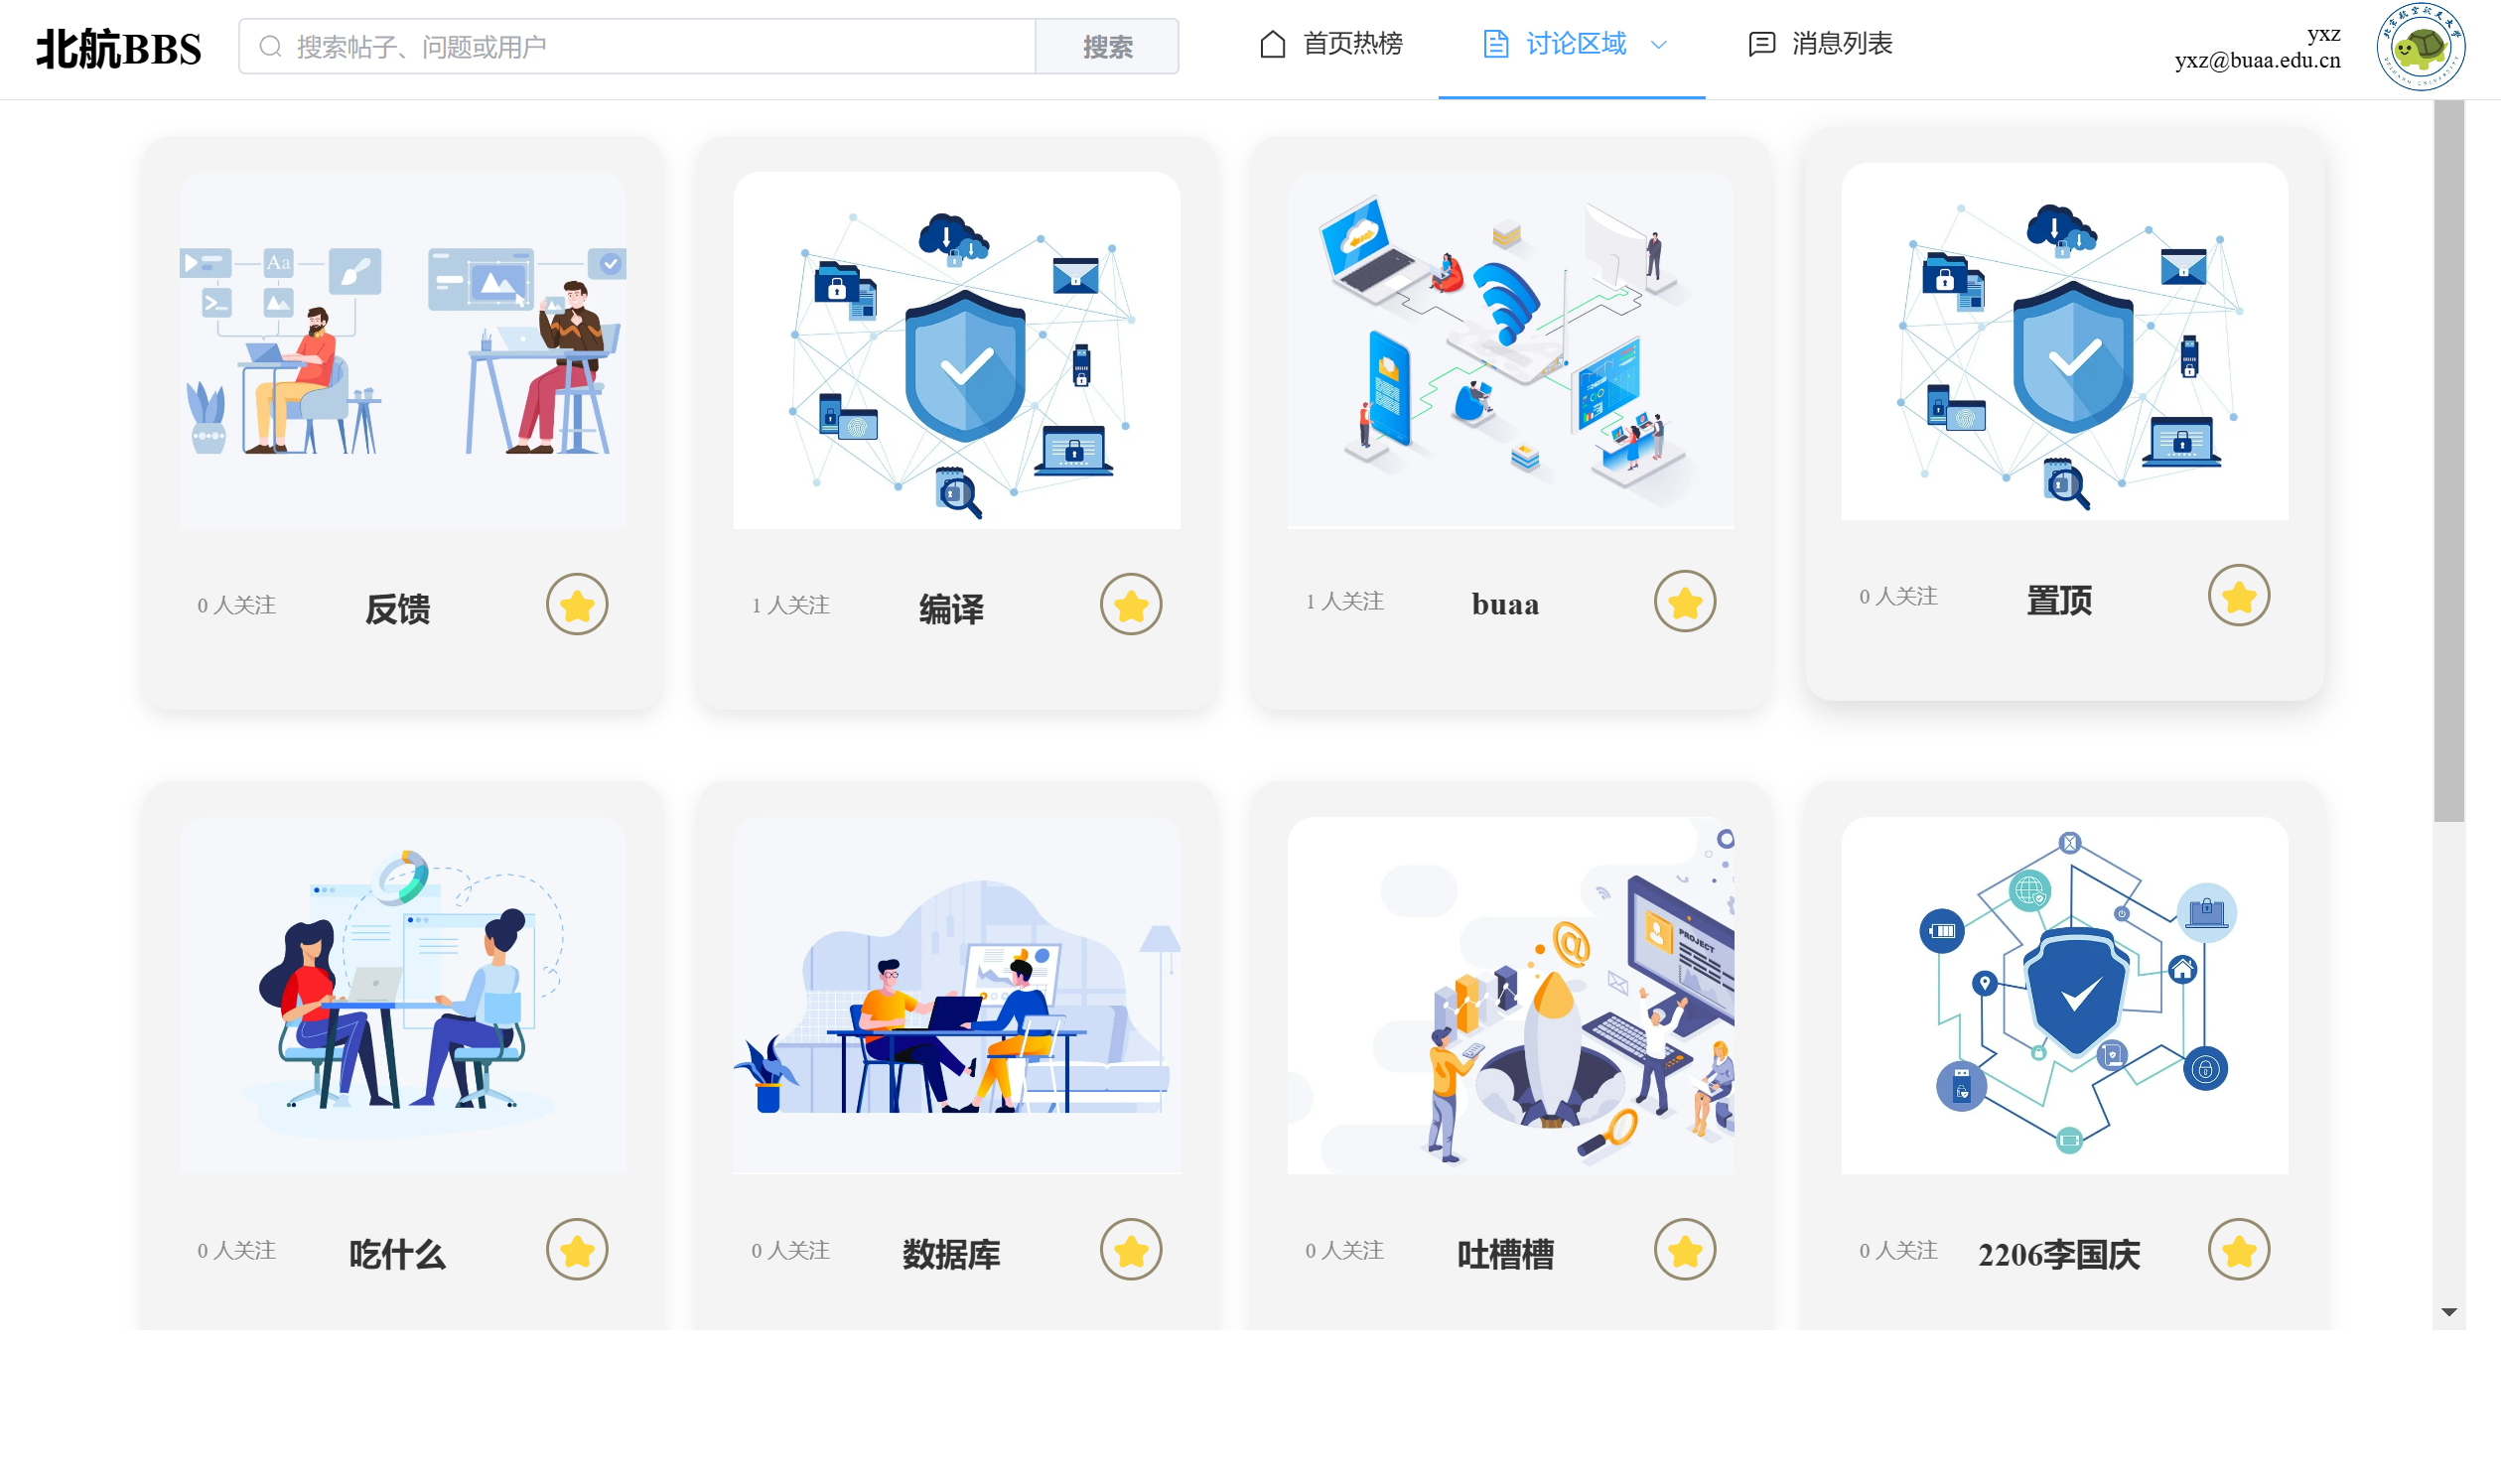 北航BBS
搜索帖子、问题或用户
搜索
首页热榜
讨论区域
消息列表
yxz
yxz@buaa.edu.cn
Aa
0 人关注
反馈
1 人关注
编译
1 人关注
buaa
0 人关注
置顶
PROJECT
0 人关注
吃什么
0 人关注
数据库
0 人关注
吐槽槽
0 人关注
2206李国庆